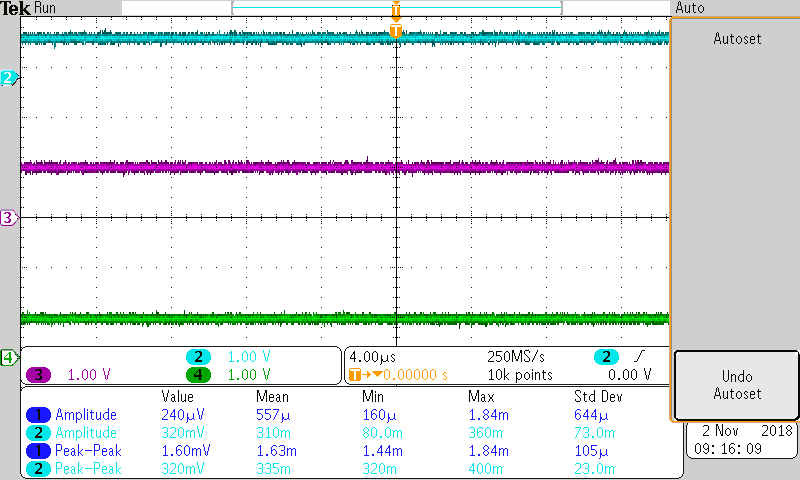 Tek Run T Auto
T
Autoset
2
3
4
2 1.00 V
3 1.00 V 4 1.00 V
4.00µs 250MS/s 2
T→▼0.00000 s 10k points 0.00 V
Undo
Autoset
Value Mean Min Max Std Dev
1 Amplitude 240µV 557µ 160µ 1.84m 644µ
2 Amplitude 320mV 310m 80.0m 360m 73.0m
1 Peak-Peak 1.60mV 1.63m 1.44m 1.84m 105µ
2 Peak-Peak 320mV 335m 320m 400m 23.0m
2 Nov 2018
09:16:09